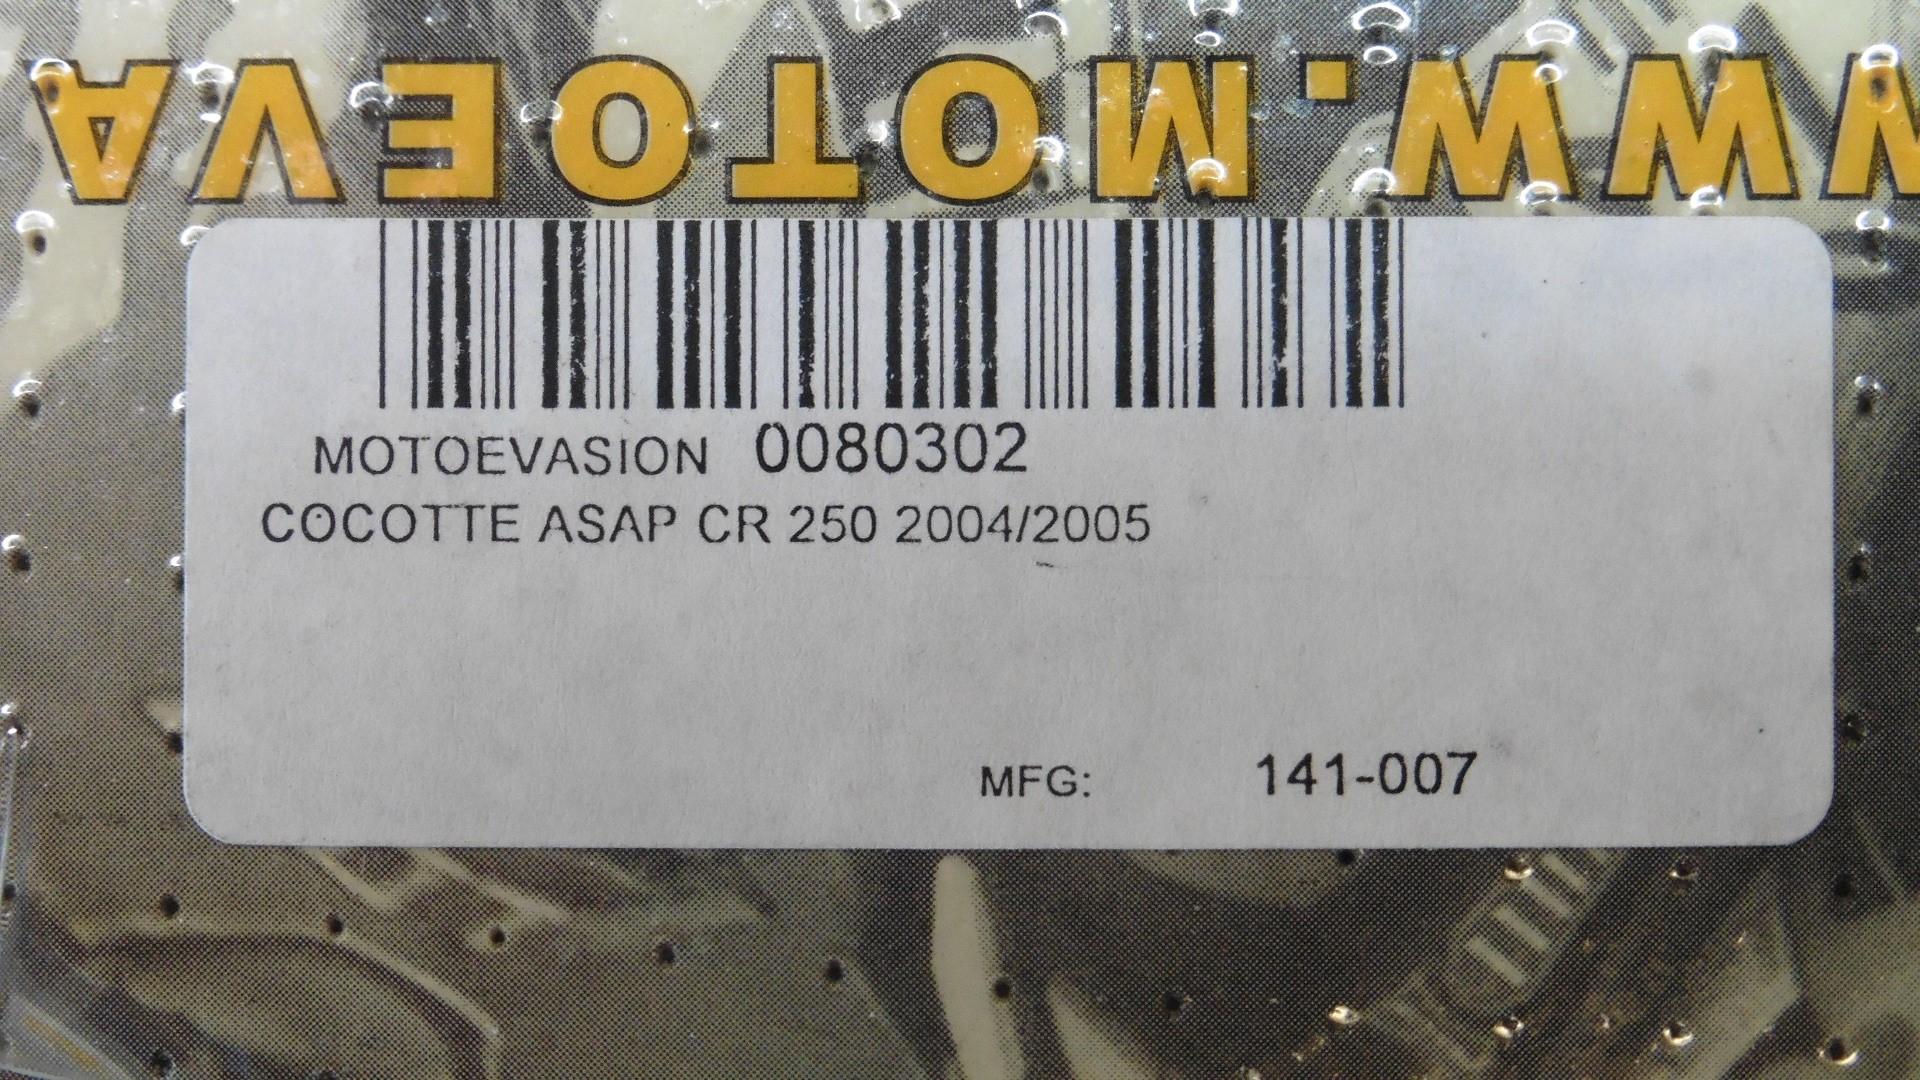 WWW.MOTOEVA
MOTOEVASION 0080302
COCOTTE ASAP CR 250 2004/2005
MFG: 141-007